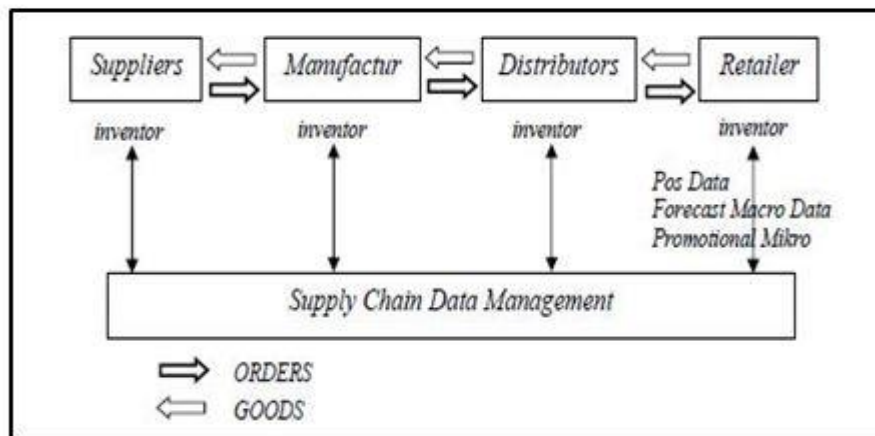 Suppliers Manufactur Distributors Retailer
inventor inventor inventor inventor
Pos Data
Forecast Macro Data
Promotional Mikro
Supply Chain Data Management
ORDERS
GOODS